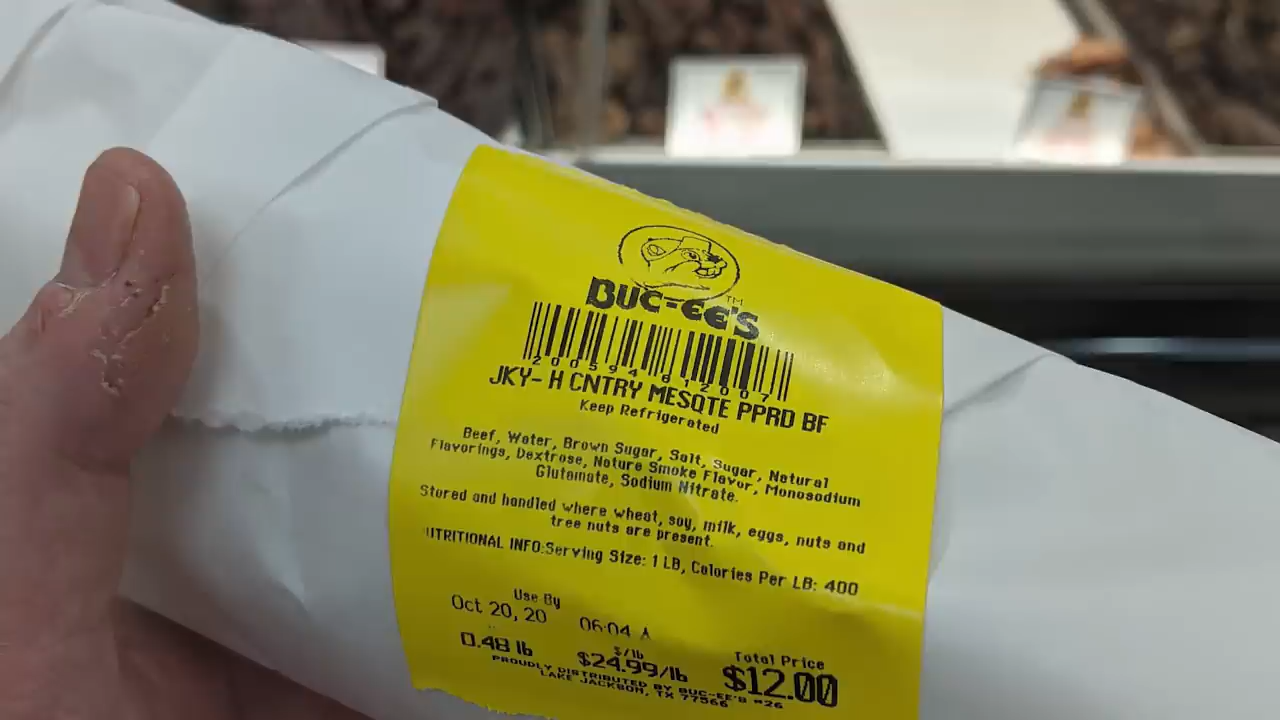 BUC-EE'S™
200594812007
JKY- H CNTRY MESQTE PPRD BF
Keep Refrigerated
Beef, Water, Brown Sugar, Salt, Sugar, Natural
Flavorings, Dextrose, Nature Smoke Flavor, Monosodium
Glutamate, Sodium Nitrate.
Stored and handled where wheat, soy, milk, eggs, nuts and
tree nuts are present.
UTRITIONAL INFO:Serving Size: 1 LB, Calories Per LB: 400
Use By
Oct 20, 20 06:04 A
$/lb Total Price
0.48 lb $24.99/lb $12.00
PROUDLY DISTRIBUTED BY BUC-EE'S #26
LAKE JACKSON, TX 77566